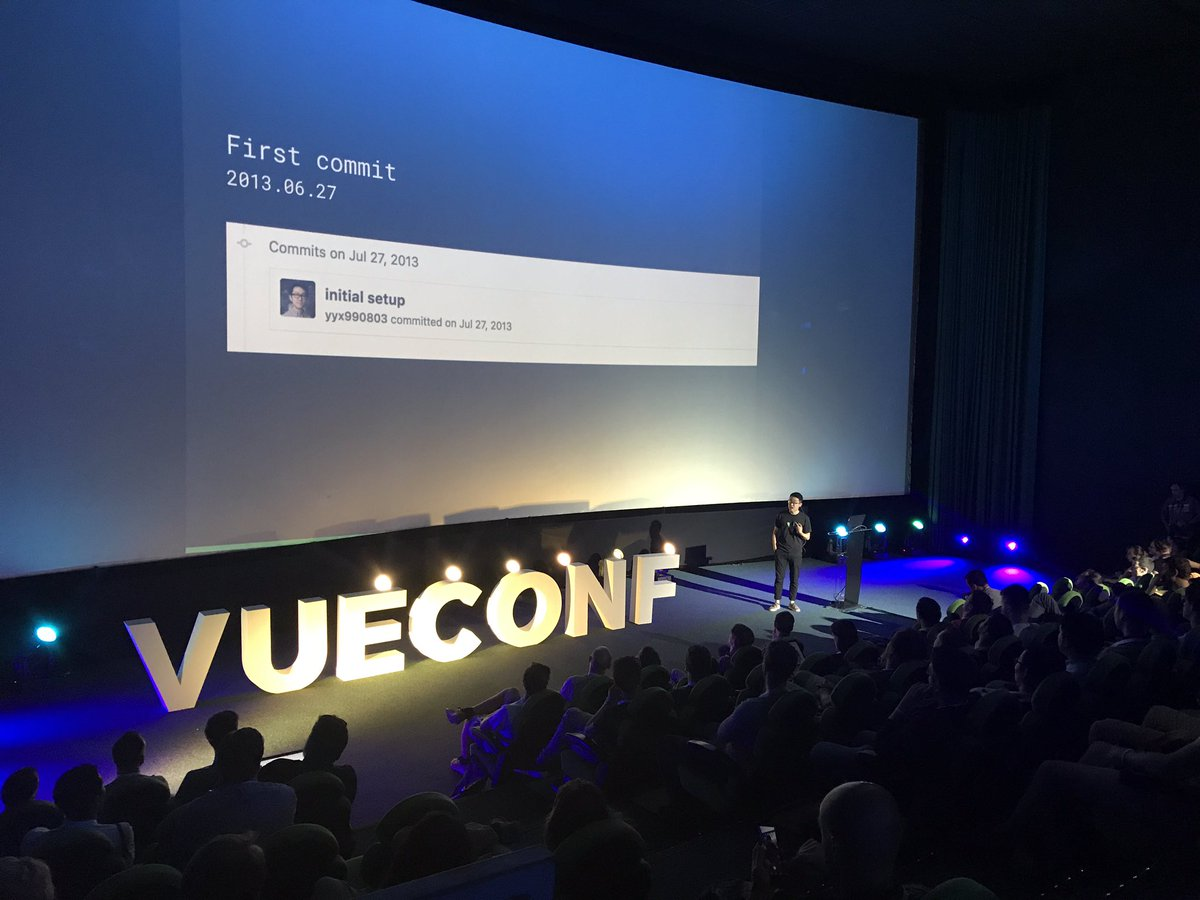 First commit
2013.06.27
Commits on Jul 27, 2013
initial setup
yyx990803 committed on Jul 27, 2013
VUECONF